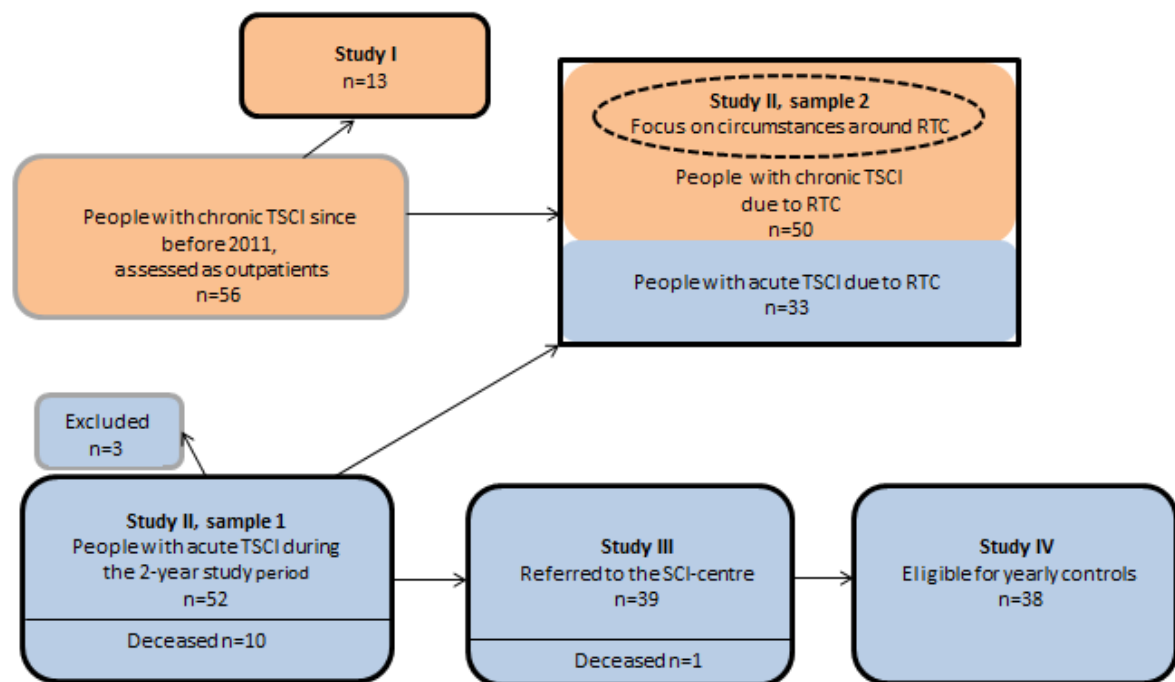 Study I
n=13
Study II, sample 2
Focus on circumstances around RTC
People with chronic TSCI
due to RTC
n=50
People with chronic TSCI since
before 2011,
assessed as outpatients
n=56
People with acute TSCI due to RTC
n=33
Excluded
n=3
Study II, sample 1
People with acute TSCI during
the 2-year study period
n=52
Deceased n=10
Study III
Referred to the SCI-centre
n=39
Deceased n=1
Study IV
Eligible for yearly controls
n=38